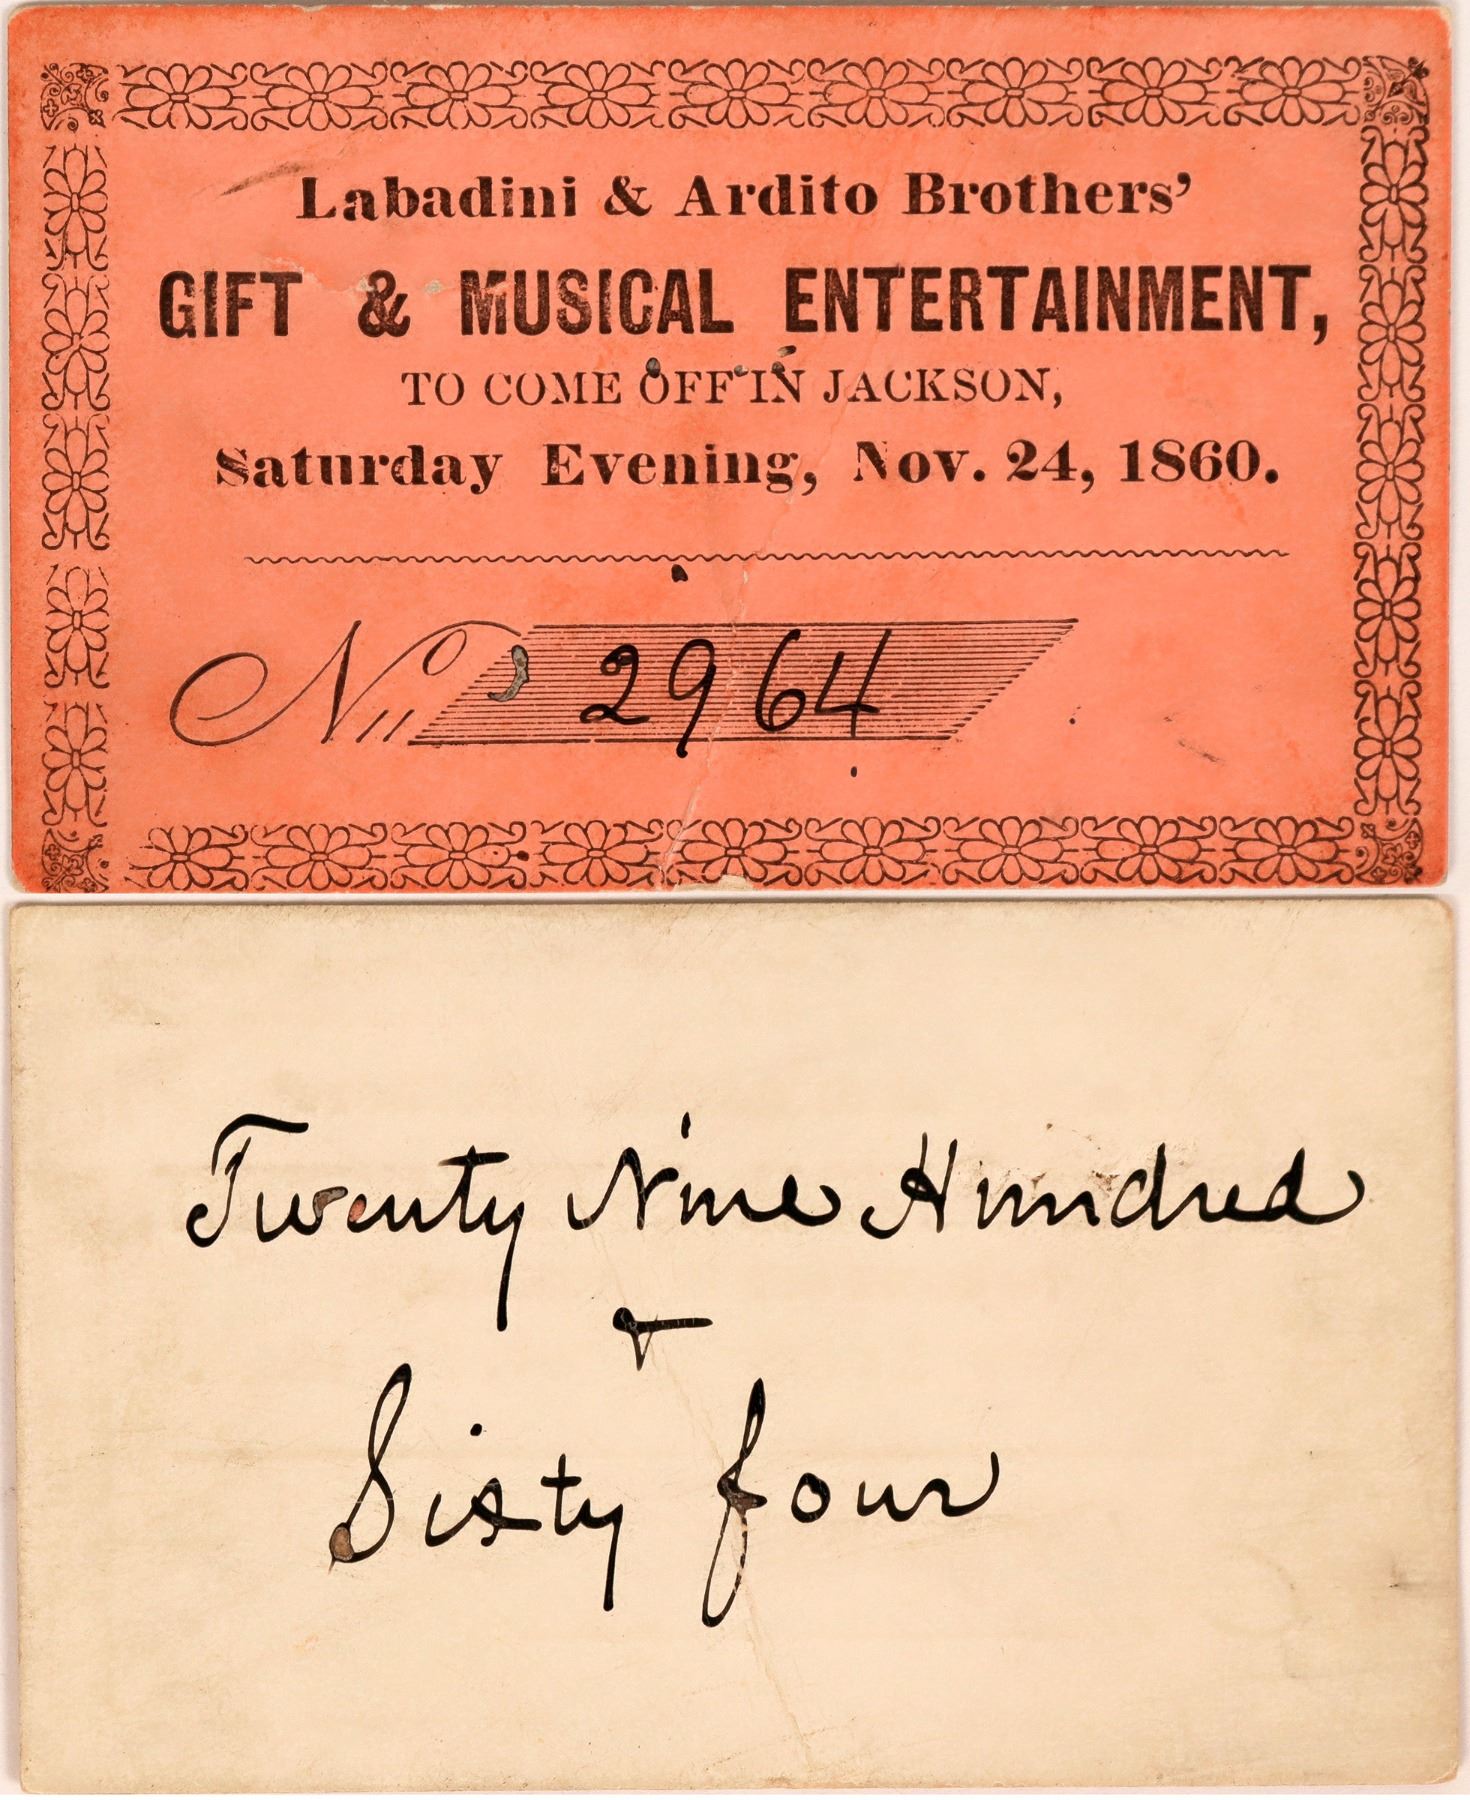 Labadini & Ardito Brothers'
GIFT & MUSICAL ENTERTAINMENT,
TO COME OFF IN JACKSON,
Saturday Evening, Nov. 24, 1860.
No 2964
Twenty Nine Hundred
&
Sixty four